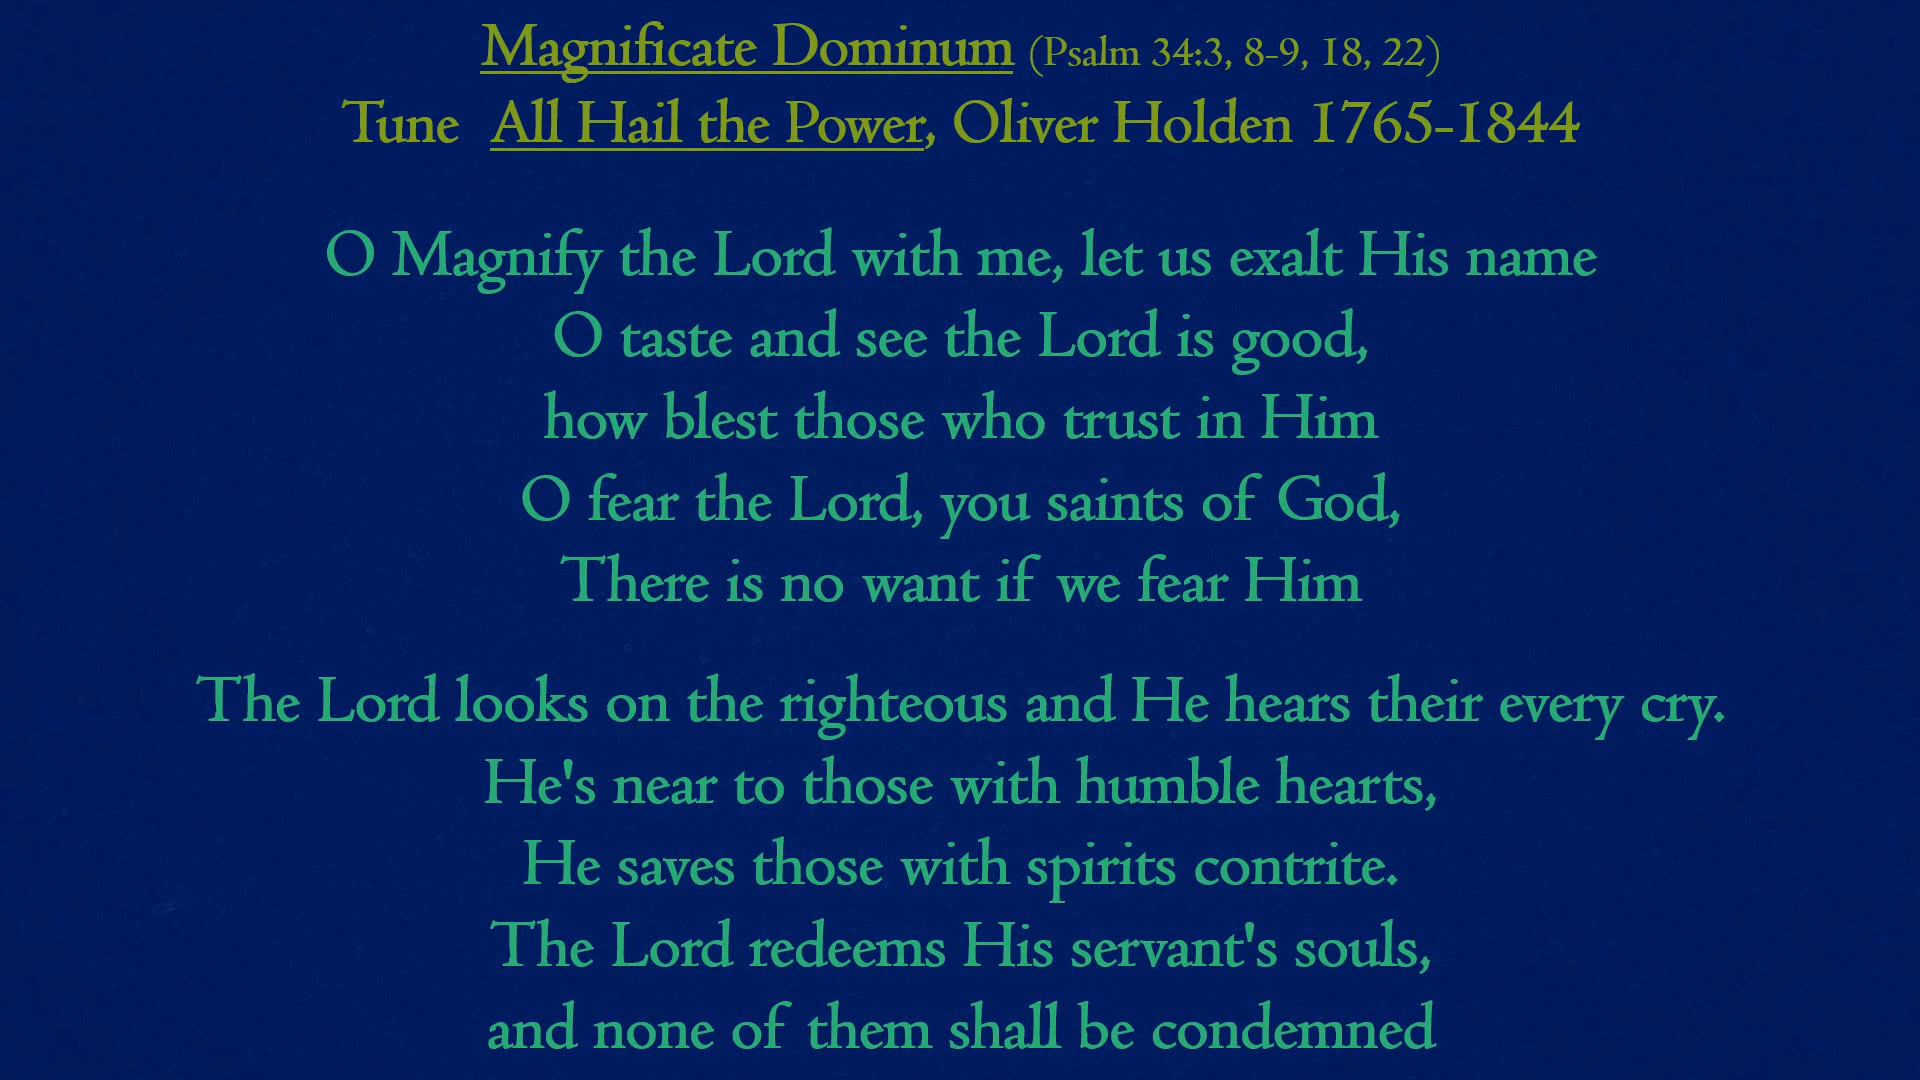 Magnificate Dominum (Psalm 34:3, 8-9, 18, 22)
Tune All Hail the Power, Oliver Holden 1765-1844
O Magnify the Lord with me, let us exalt His name
O taste and see the Lord is good,
how blest those who trust in Him
O fear the Lord, you saints of God,
There is no want if we fear Him
The Lord looks on the righteous and He hears their every cry.
He's near to those with humble hearts,
He saves those with spirits contrite.
The Lord redeems His servant's souls,
and none of them shall be condemned